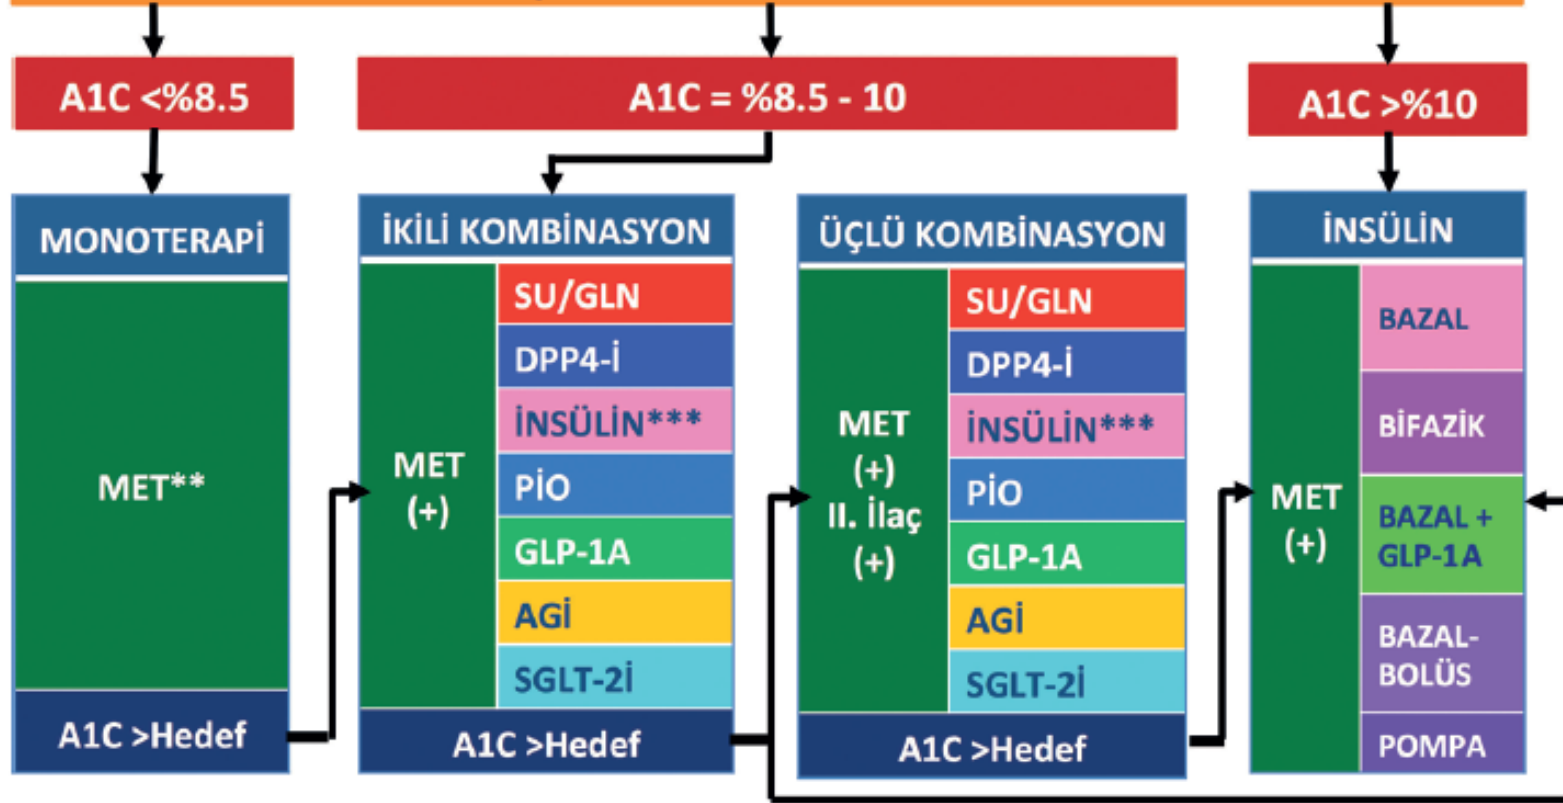 A1C <%8.5
A1C = %8.5 - 10
A1C >%10
MONOTERAPİ
MET**
A1C >Hedef
İKİLİ KOMBİNASYON
MET
(+)
SU/GLN
DPP4-İ
İNSÜLİN***
PİO
GLP-1A
AGİ
SGLT-2İ
A1C >Hedef
ÜÇLÜ KOMBİNASYON
MET
(+)
II. İlaç
(+)
SU/GLN
DPP4-İ
İNSÜLİN***
PİO
GLP-1A
AGİ
SGLT-2İ
A1C >Hedef
İNSÜLİN
MET
(+)
BAZAL
BİFAZİK
BAZAL +
GLP-1A
BAZAL-
BOLÜS
POMPA